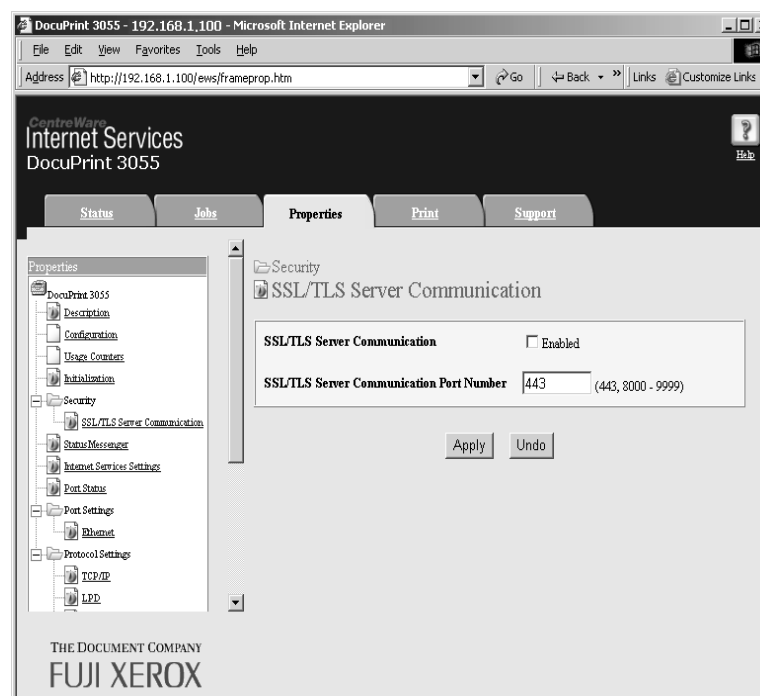 DocuPrint 3055 - 192.168.1.100 - Microsoft Internet Explorer
File Edit View Favorites Tools Help
Address http://192.168.1.100/ews/frameprop.htm Go Back » Links Customize Links
CentreWare
Internet Services
DocuPrint 3055
Help
Status Jobs Properties Print Support
Properties
DocuPrint 3055
Description
Configuration
Usage Counters
Initialization
Security
SSL/TLS Server Communication
StatusMessenger
Internet Services Settings
Port Status
Port Settings
Ethernet
Protocol Settings
TCP/IP
LPD
Security
SSL/TLS Server Communication
SSL/TLS Server Communication Enabled
SSL/TLS Server Communication Port Number 443 (443, 8000 - 9999)
Apply Undo
THE DOCUMENT COMPANY
FUJI XEROX